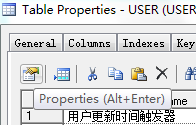 Table Properties - USER (USER
General Columns Indexes Key
Properties (Alt+Enter)
me
1 用户更新时间触发器